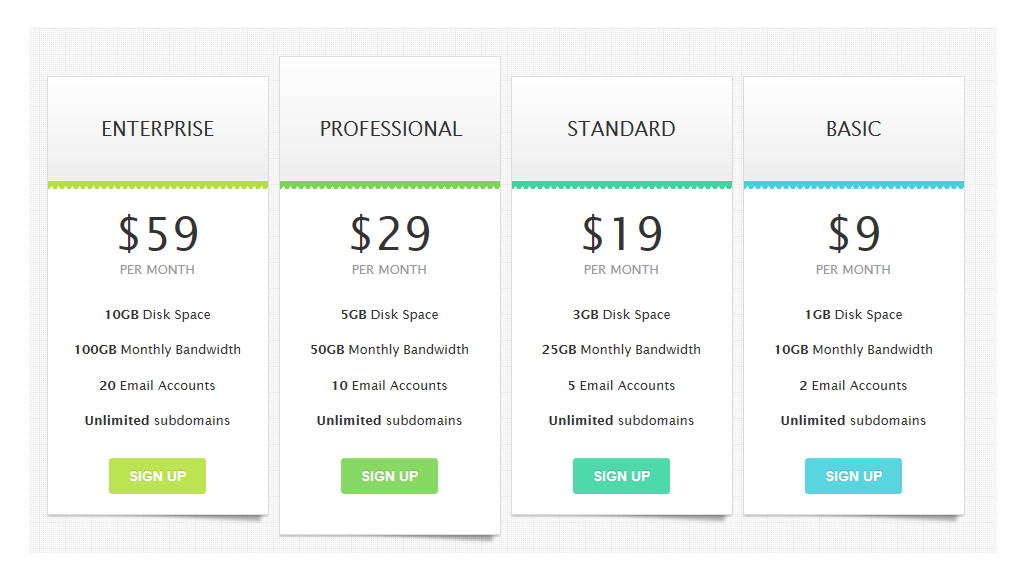 ENTERPRISE
$59
PER MONTH
10GB Disk Space
100GB Monthly Bandwidth
20 Email Accounts
Unlimited subdomains
SIGN UP
PROFESSIONAL
$29
PER MONTH
5GB Disk Space
50GB Monthly Bandwidth
10 Email Accounts
Unlimited subdomains
SIGN UP
STANDARD
$19
PER MONTH
3GB Disk Space
25GB Monthly Bandwidth
5 Email Accounts
Unlimited subdomains
SIGN UP
BASIC
$9
PER MONTH
1GB Disk Space
10GB Monthly Bandwidth
2 Email Accounts
Unlimited subdomains
SIGN UP